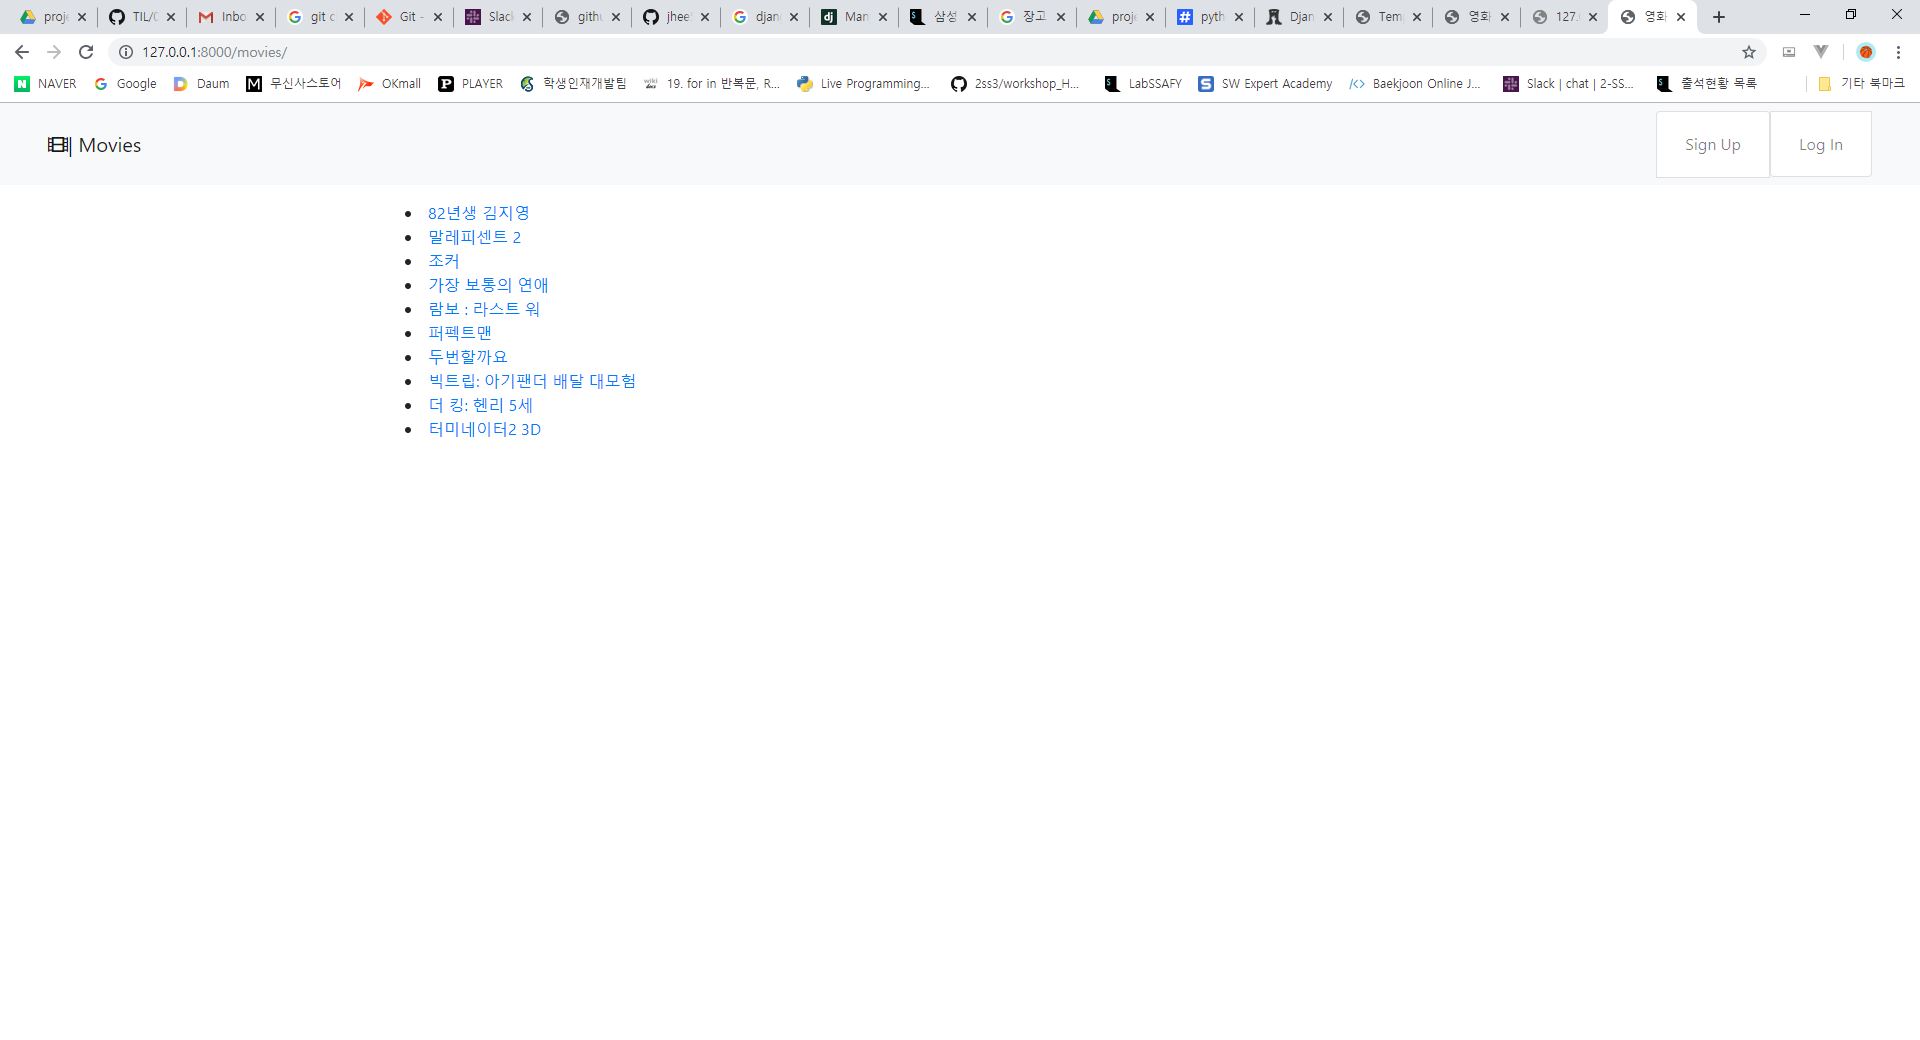 proje TIL/0 Inbo git c Git - Slack githu jhee! djang Man 삼성 장고 proje pyth Djan Tem 영화 127. 영화
127.0.0.1:8000/movies/
NAVER Google Daum 무신사스토어 OKmall PLAYER 학생인재개발팀 wiki 19. for in 반복문, R... Live Programming... 2ss3/workshop_H... LabSSAFY SW Expert Academy Baekjoon Online J... Slack | chat | 2-SS... 출석현황 목록 기타 북마크
| Movies Sign Up Log In
82년생 김지영
말레피센트 2
조커
가장 보통의 연애
람보 : 라스트 워
퍼펙트맨
두번할까요
빅트립: 아기팬더 배달 대모험
더 킹: 헨리 5세
터미네이터2 3D